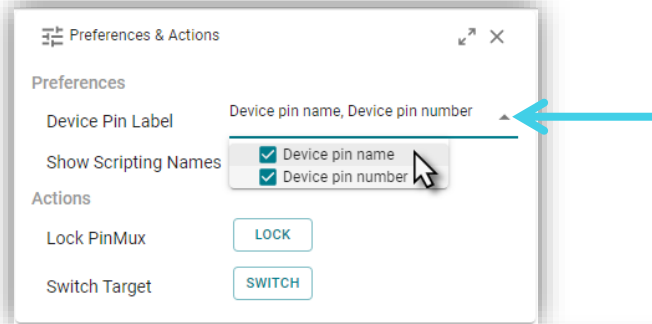 Preferences & Actions
Preferences
Device Pin Label
Device pin name, Device pin number
Show Scripting Names
Device pin name
Device pin number
Actions
Lock PinMux
LOCK
Switch Target
SWITCH